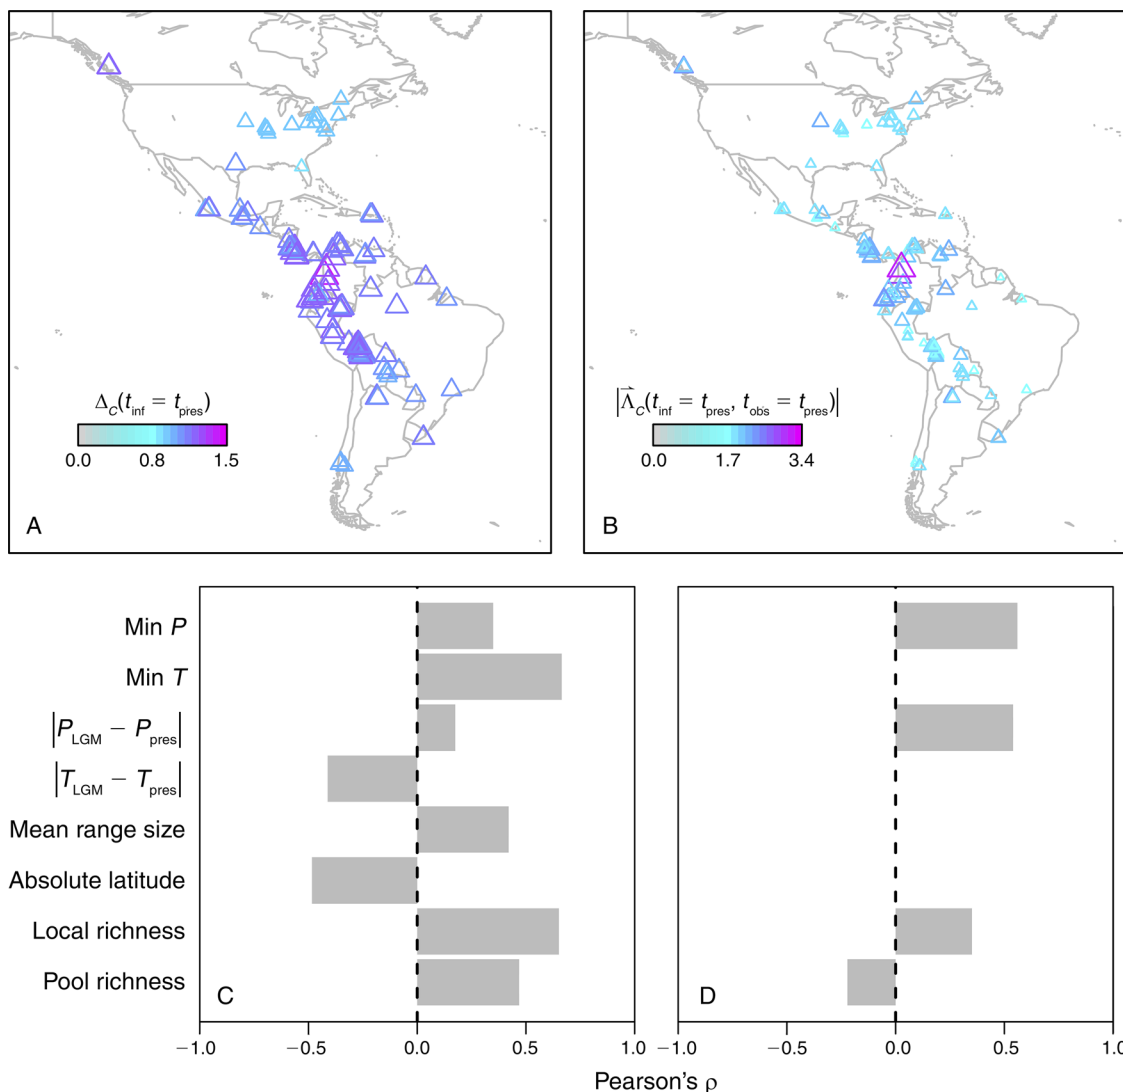 Δ_C(t_inf = t_pres)
0.0 0.8 1.5
A
|Λ⃗_C(t_inf = t_pres, t_obs = t_pres)|
0.0 1.7 3.4
B
Min P
Min T
|P_LGM − P_pres|
|T_LGM − T_pres|
Mean range size
Absolute latitude
Local richness
Pool richness
C
D
−1.0 −0.5 0.0 0.5 1.0
−1.0 −0.5 0.0 0.5 1.0
Pearson's ρ